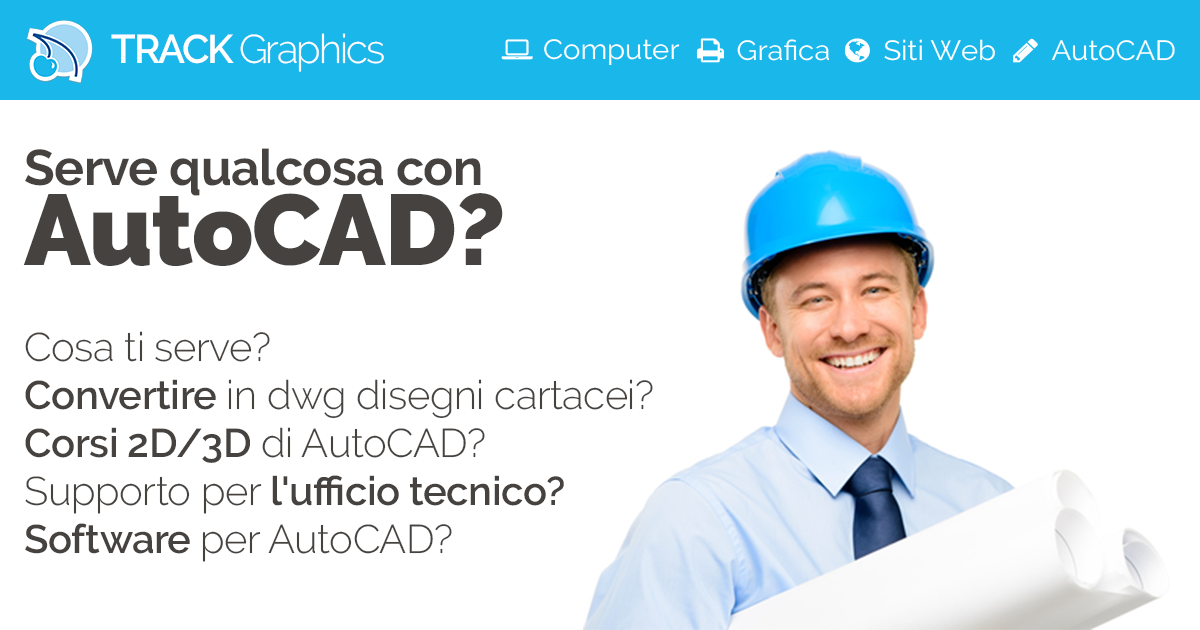 TRACK Graphics
Computer Grafica Siti Web AutoCAD
Serve qualcosa con
AutoCAD?
Cosa ti serve?
Convertire in dwg disegni cartacei?
Corsi 2D/3D di AutoCAD?
Supporto per l'ufficio tecnico?
Software per AutoCAD?